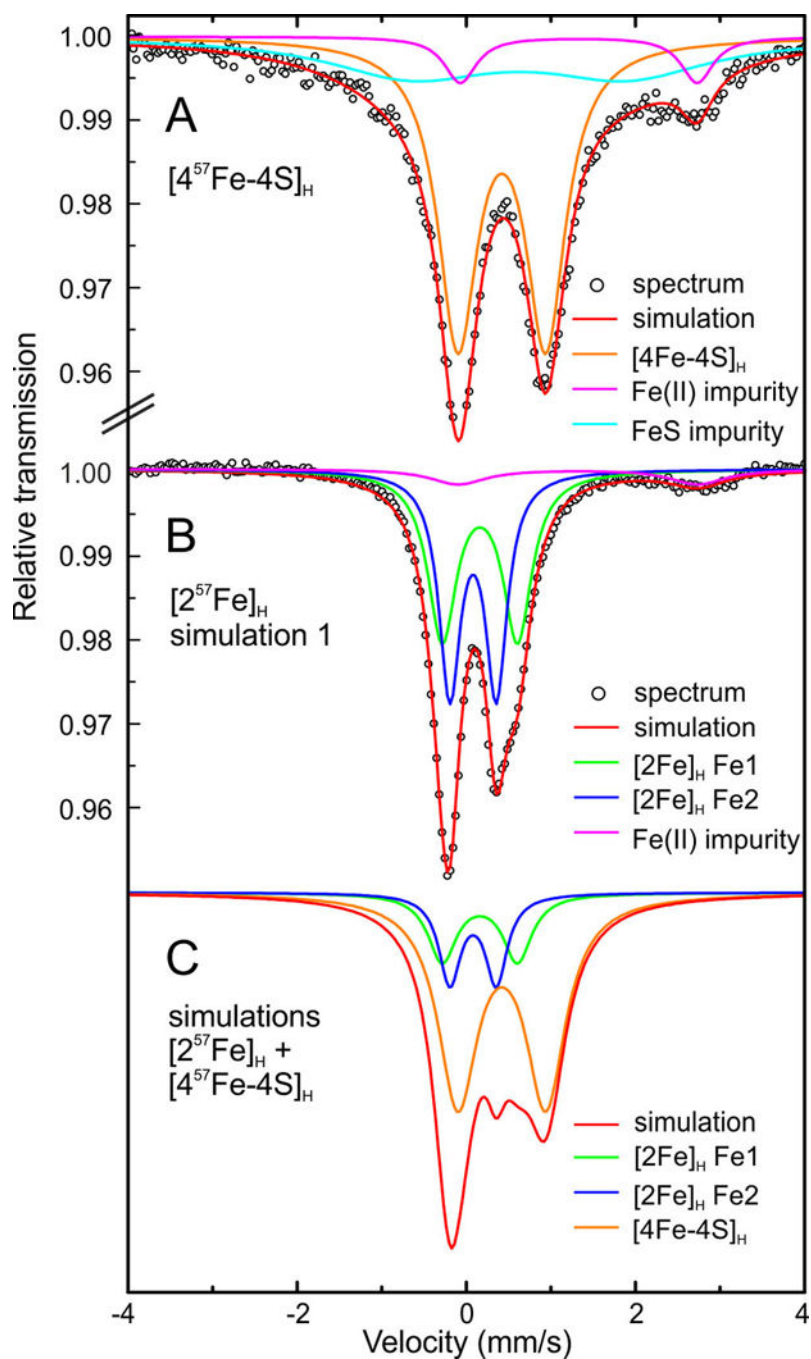 1.00
0.99
0.98
0.97
0.96
A
[4⁵⁷Fe-4S]ₕ
spectrum
simulation
[4Fe-4S]ₕ
Fe(II) impurity
FeS impurity
Relative transmission
1.00
0.99
0.98
0.97
0.96
B
[2⁵⁷Fe]ₕ
simulation 1
spectrum
simulation
[2Fe]ₕ Fe1
[2Fe]ₕ Fe2
Fe(II) impurity
C
simulations
[2⁵⁷Fe]ₕ +
[4⁵⁷Fe-4S]ₕ
simulation
[2Fe]ₕ Fe1
[2Fe]ₕ Fe2
[4Fe-4S]ₕ
-4 -2 0 2 4
Velocity (mm/s)